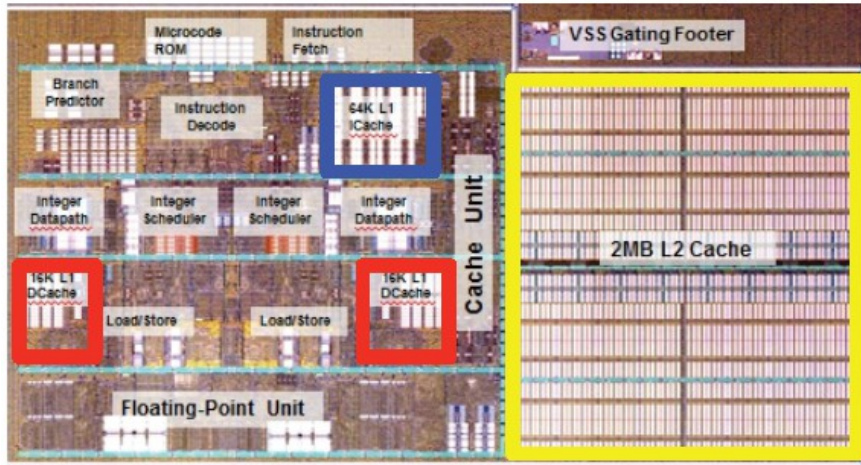 Microcode
ROM
Instruction
Fetch
VSS Gating Footer
Branch
Predictor
Instruction
Decode
64K L1
ICache
Integer
Datapath
Integer
Scheduler
Integer
Scheduler
Integer
Datapath
Cache Unit
2MB L2 Cache
16K L1
DCache
Load/Store
Load/Store
16K L1
DCache
Floating-Point Unit